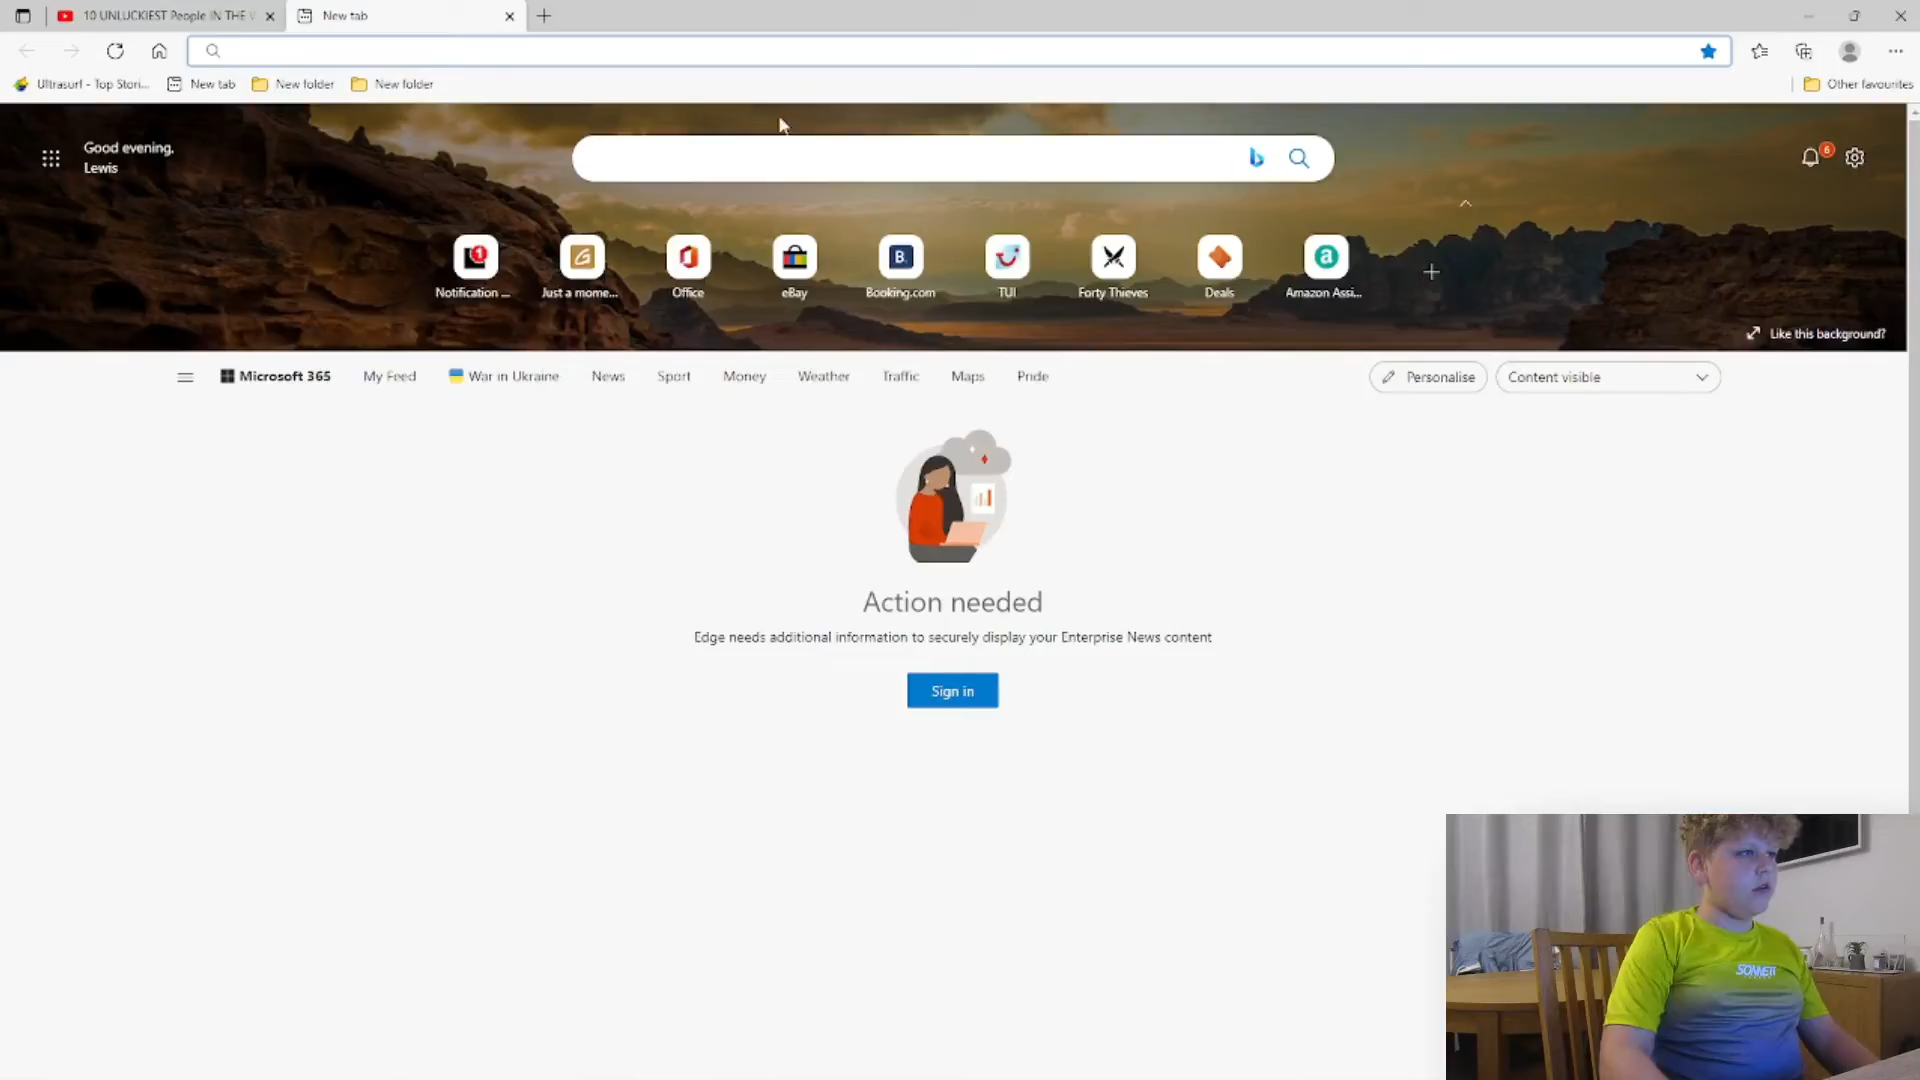 10 UNLUCKIEST People IN THE
New tab
Ultrasurf - Top Stori...
New tab
New folder
New folder
Other favourites
Good evening,
Lewis
6
Notification ...
Just a mome...
Office
eBay
Booking.com
TUI
Forty Thieves
Deals
Amazon Assi...
Like this background?
Microsoft 365
My Feed
War in Ukraine
News
Sport
Money
Weather
Traffic
Maps
Pride
Personalise
Content visible
Action needed
Edge needs additional information to securely display your Enterprise News content
Sign in
SONNETI